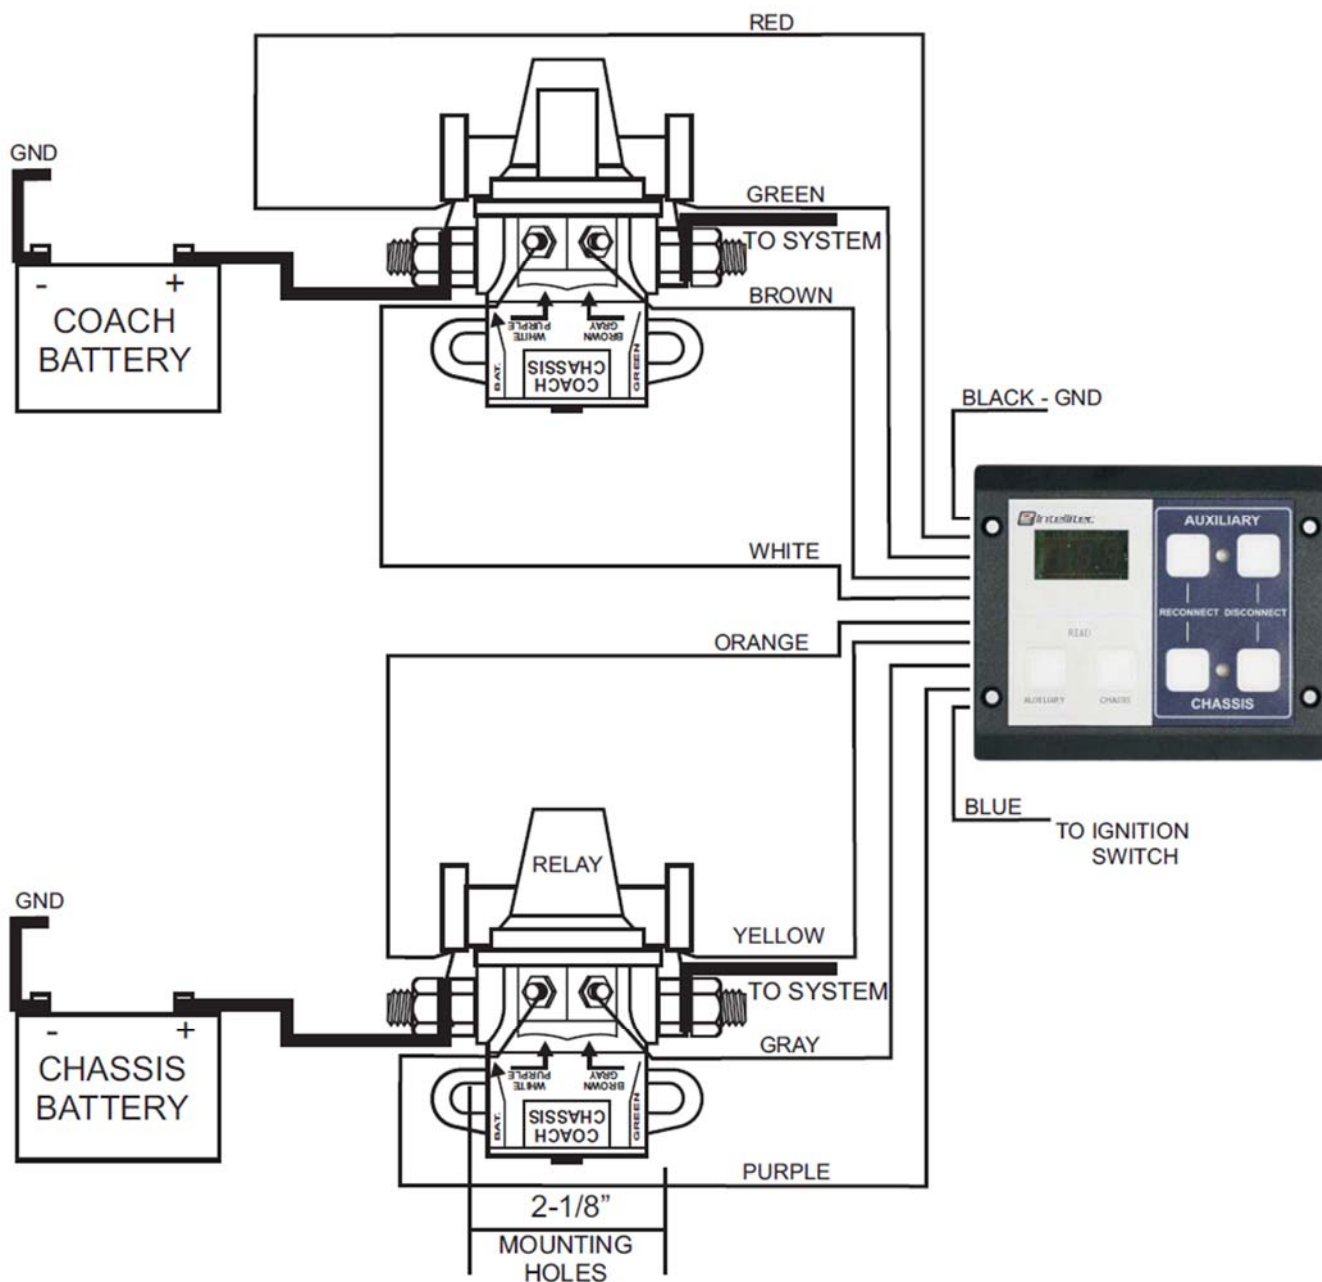 RED
GND
GREEN
TO SYSTEM
- +
COACH
BATTERY
BROWN
WHITE
PURPLE
BROWN
GRAY
BAT.
COACH
CHASSIS
GREEN
BLACK - GND
Intellitec
AUXILIARY
WHITE
RECONNECT DISCONNECT
READ
ORANGE
AUXILIARY
CHASSIS
CHASSIS
BLUE
TO IGNITION
SWITCH
RELAY
GND
YELLOW
TO SYSTEM
- +
CHASSIS
BATTERY
GRAY
WHITE
PURPLE
BROWN
GRAY
BAT.
COACH
CHASSIS
GREEN
PURPLE
2-1/8”
MOUNTING
HOLES